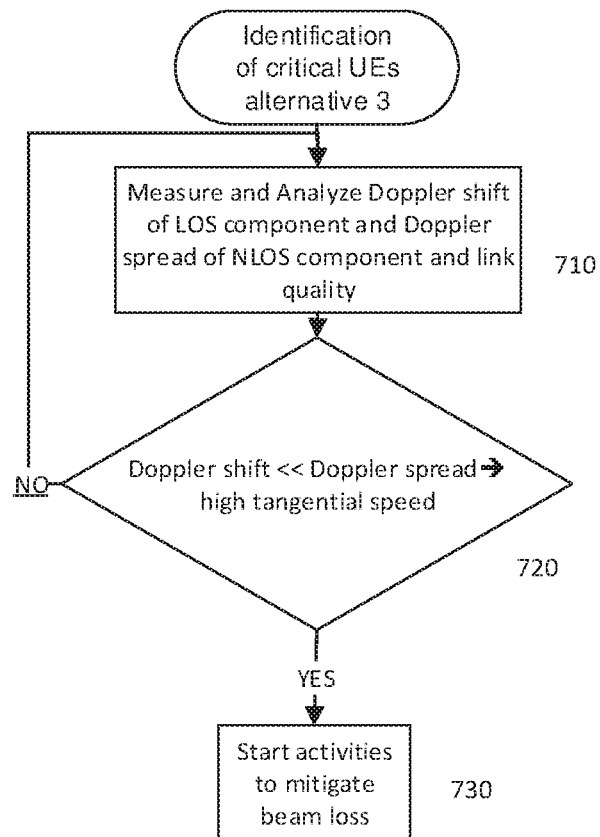 Identification
of critical UEs
alternative 3
Measure and Analyze Doppler shift
of LOS component and Doppler
spread of NLOS component and link
quality
710
Doppler shift << Doppler spread →
high tangential speed
NO
720
YES
Start activities
to mitigate
beam loss
730